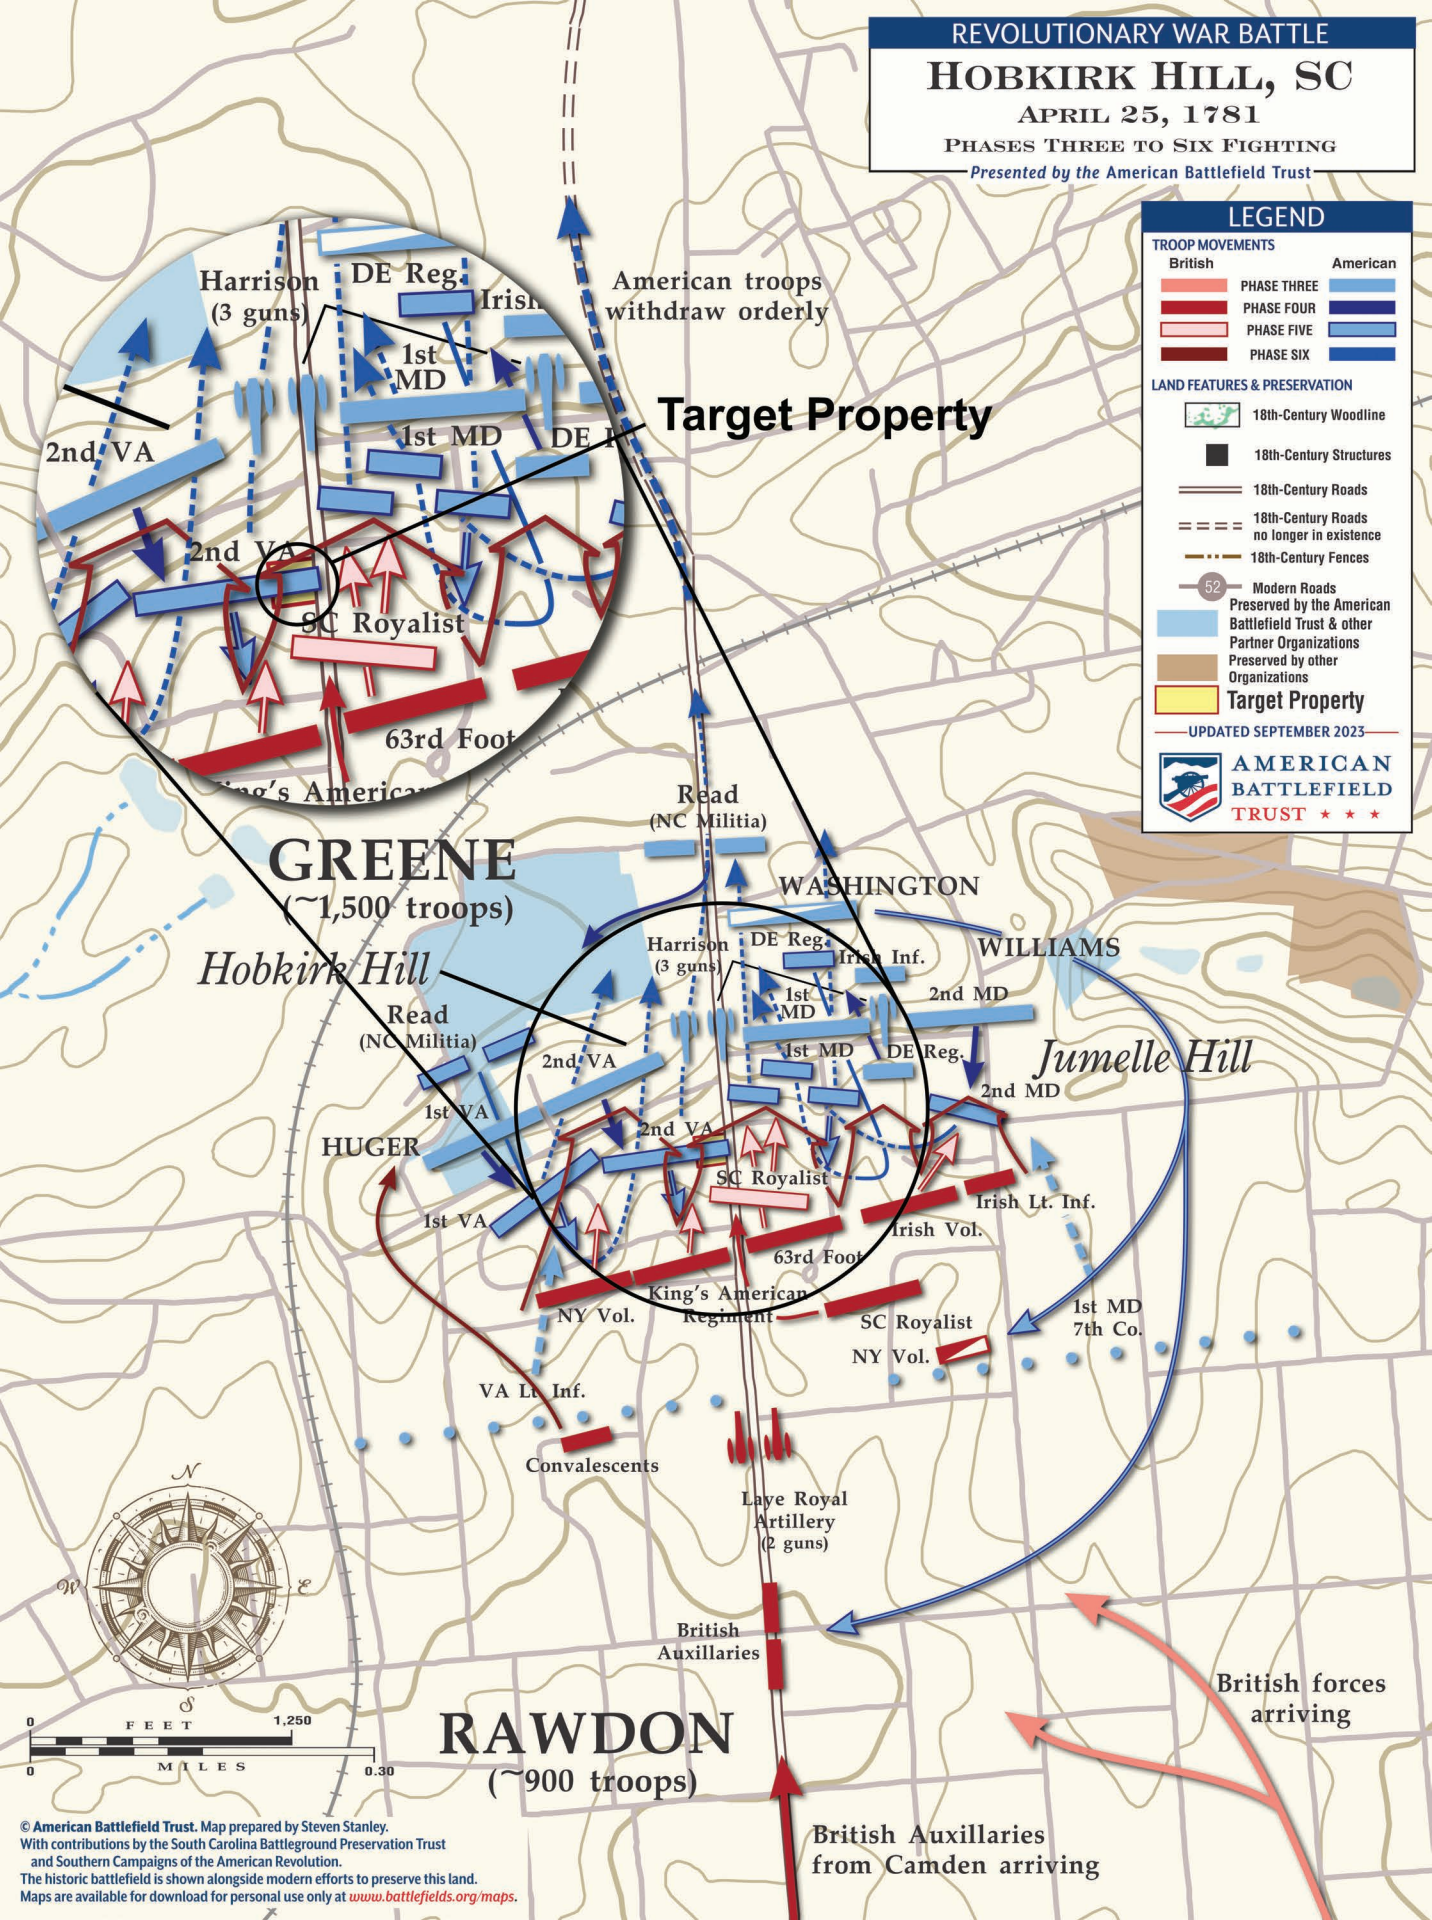 REVOLUTIONARY WAR BATTLE
HOBKIRK HILL, SC
APRIL 25, 1781
PHASES THREE TO SIX FIGHTING
Presented by the American Battlefield Trust
LEGEND
TROOP MOVEMENTS
British American
PHASE THREE
PHASE FOUR
PHASE FIVE
PHASE SIX
LAND FEATURES & PRESERVATION
18th-Century Woodline
18th-Century Structures
18th-Century Roads
18th-Century Roads
no longer in existence
18th-Century Fences
52 Modern Roads
Preserved by the American
Battlefield Trust & other
Partner Organizations
Preserved by other
Organizations
Target Property
UPDATED SEPTEMBER 2023
AMERICAN
BATTLEFIELD
TRUST
American troops
withdraw orderly
Target Property
Harrison
(3 guns)
DE Reg.
Irish
1st
MD
1st MD
DE
2nd VA
2nd VA
SC Royalist
63rd Foot
ing's America
GREENE
(~1,500 troops)
Hobkirk Hill
Read
(NC Militia)
WASHINGTON
WILLIAMS
Harrison
(3 guns)
DE Reg.
Irish Inf.
2nd MD
1st
MD
Read
(NC Militia)
2nd VA
1st MD
DE Reg.
Jumelle Hill
2nd MD
1st VA
2nd VA
HUGER
SC Royalist
1st VA
Irish Lt. Inf.
Irish Vol.
63rd Foot
King's American
Regiment
NY Vol.
SC Royalist
NY Vol.
1st MD
7th Co.
VA Lt. Inf.
Convalescents
Laye Royal
Artillery
(2 guns)
British
Auxillaries
RAWDON
(~900 troops)
British forces
arriving
British Auxillaries
from Camden arriving
N
W E
S
0 FEET 1,250
0 MILES 0.30
© American Battlefield Trust. Map prepared by Steven Stanley.
With contributions by the South Carolina Battleground Preservation Trust
and Southern Campaigns of the American Revolution.
The historic battlefield is shown alongside modern efforts to preserve this land.
Maps are available for download for personal use only at www.battlefields.org/maps.